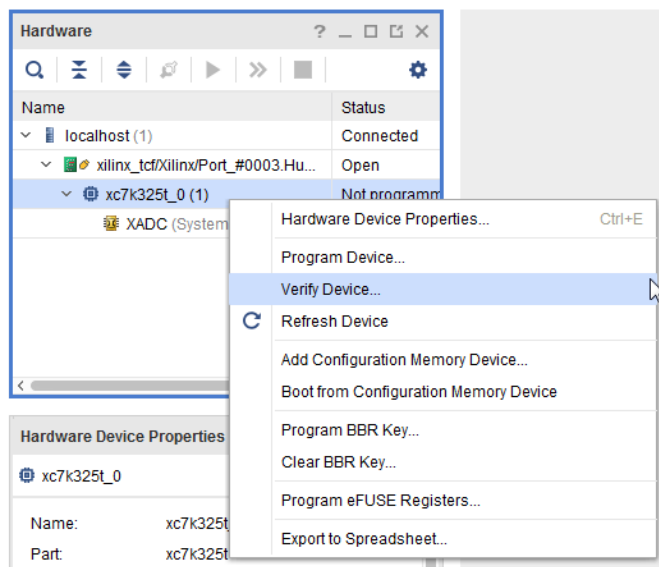 Hardware
?
Name Status
localhost (1) Connected
xilinx_tcf/Xilinx/Port_#0003.Hu... Open
xc7k325t_0 (1) Not programm
XADC (System
Hardware Device Properties... Ctrl+E
Program Device...
Verify Device...
Refresh Device
Add Configuration Memory Device...
Boot from Configuration Memory Device
Program BBR Key...
Clear BBR Key...
Program eFUSE Registers...
Export to Spreadsheet...
Hardware Device Properties
xc7k325t_0
Name: xc7k325t
Part: xc7k325t